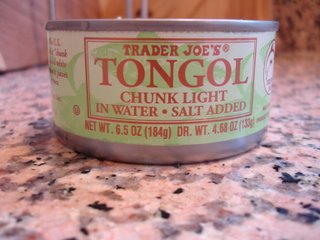 TRADER JOE'S®
TONGOL
CHUNK LIGHT
IN WATER • SALT ADDED
NET WT. 6.5 OZ (184g) DR. WT. 4.68 OZ (133g)